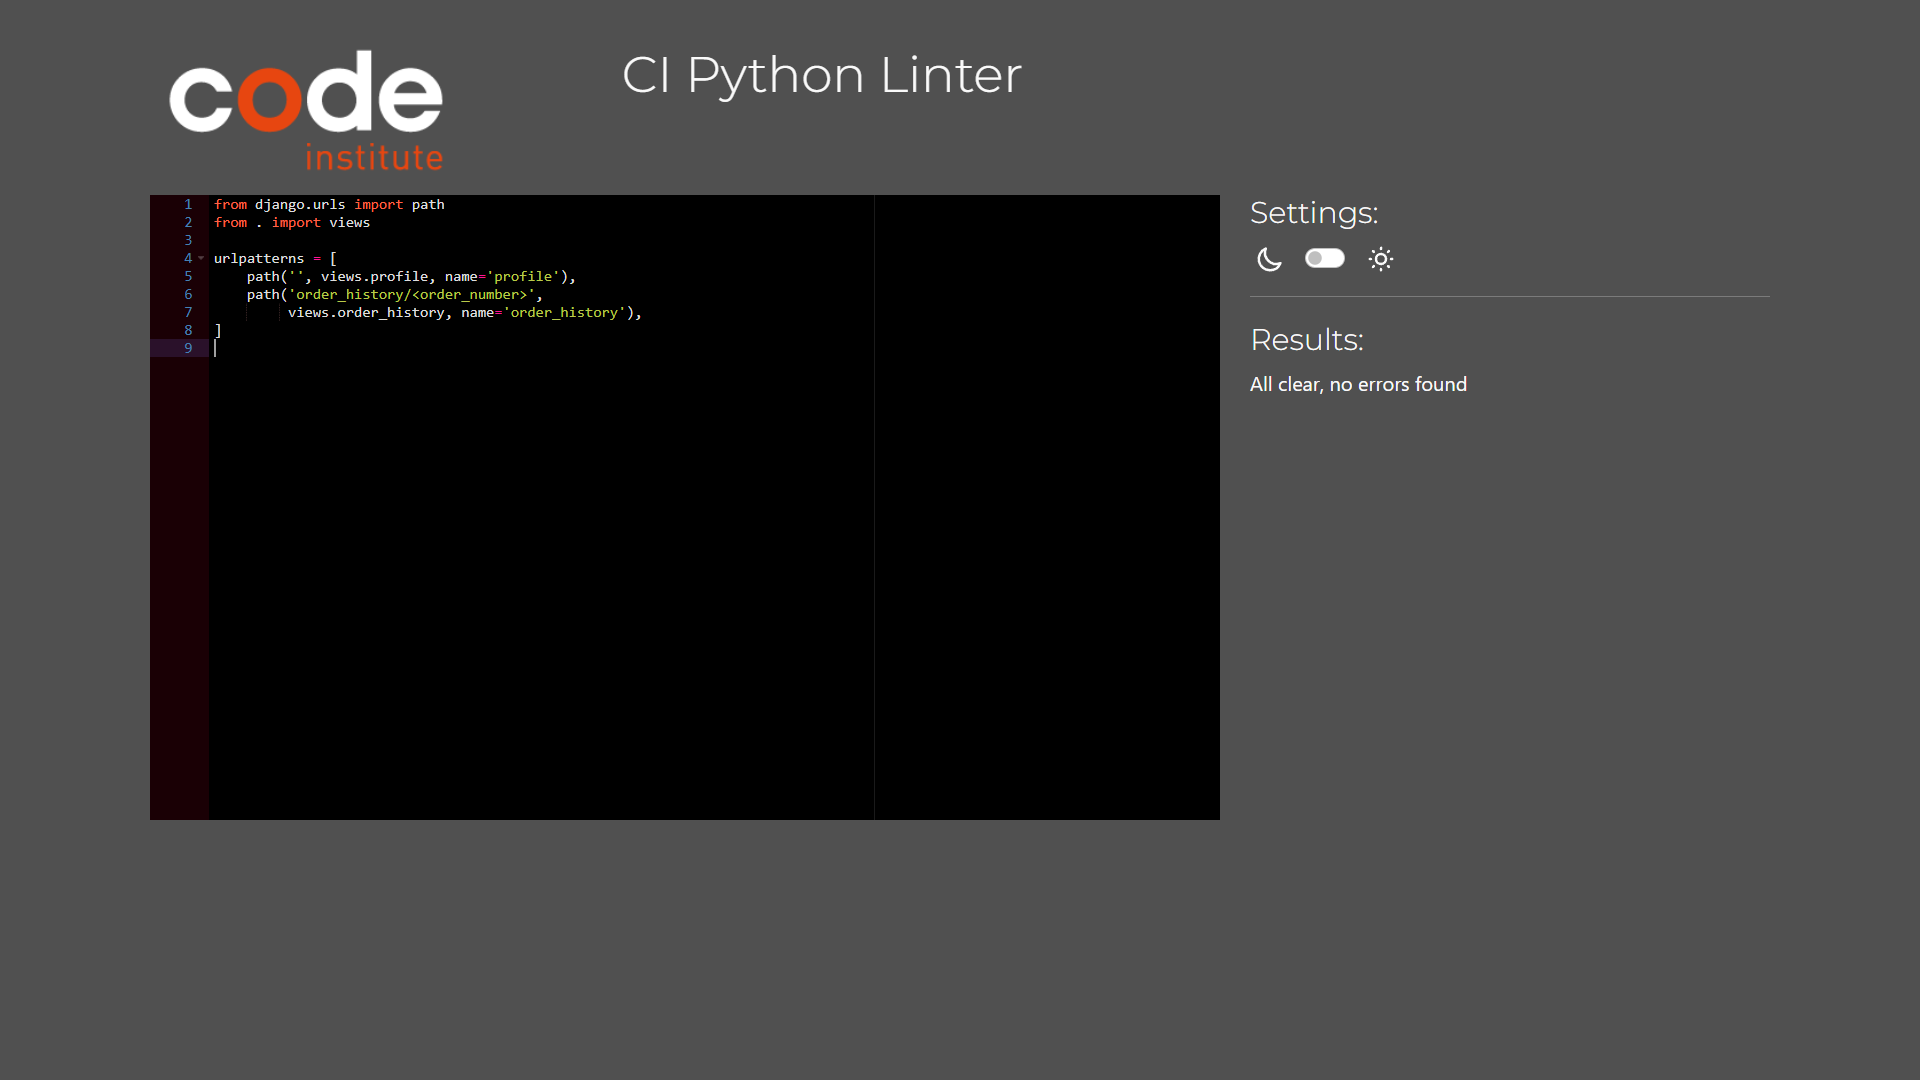 code
institute
CI Python Linter
1 from django.urls import path
2 from . import views
3
4 urlpatterns = [
5     path('', views.profile, name='profile'),
6     path('order_history/<order_number>',
7          views.order_history, name='order_history'),
8 ]
9
Settings:
Results:
All clear, no errors found